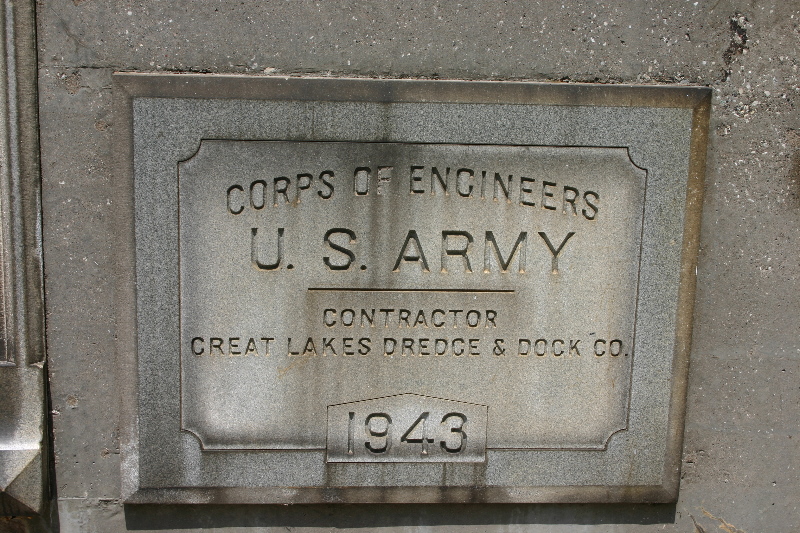 CORPS OF ENGINEERS
U. S. ARMY
CONTRACTOR
GREAT LAKES DREDGE & DOCK CO.
1943